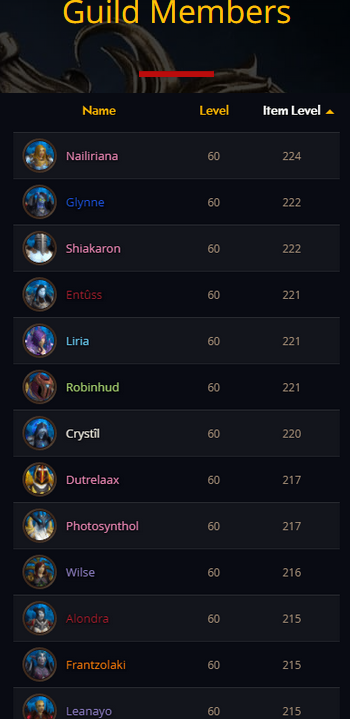 Guild Members
Name Level Item Level
Nailiriana 60 224
Glynne 60 222
Shiakaron 60 222
Entûss 60 221
Liria 60 221
Robinhud 60 221
Crystîl 60 220
Dutrelaax 60 217
Photosynthol 60 217
Wilse 60 216
Alondra 60 215
Frantzolaki 60 215
Leanayo 60 215